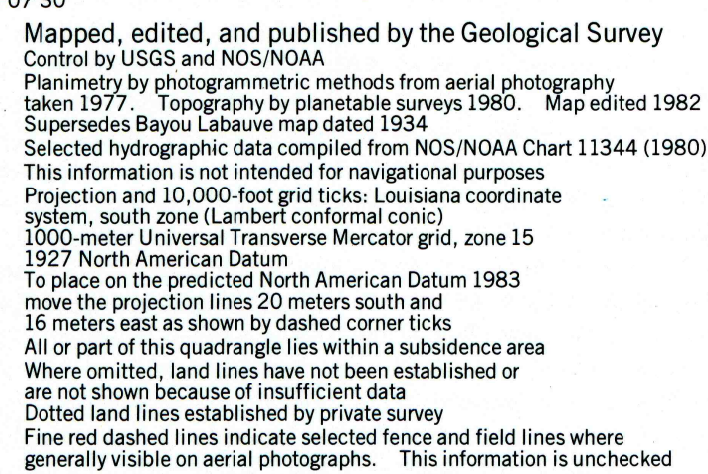 07'30"
Mapped, edited, and published by the Geological Survey
Control by USGS and NOS/NOAA
Planimetry by photogrammetric methods from aerial photography
taken 1977. Topography by planetable surveys 1980. Map edited 1982
Supersedes Bayou Labauve map dated 1934
Selected hydrographic data compiled from NOS/NOAA Chart 11344 (1980)
This information is not intended for navigational purposes
Projection and 10,000-foot grid ticks: Louisiana coordinate
system, south zone (Lambert conformal conic)
1000-meter Universal Transverse Mercator grid, zone 15
1927 North American Datum
To place on the predicted North American Datum 1983
move the projection lines 20 meters south and
16 meters east as shown by dashed corner ticks
All or part of this quadrangle lies within a subsidence area
Where omitted, land lines have not been established or
are not shown because of insufficient data
Dotted land lines established by private survey
Fine red dashed lines indicate selected fence and field lines where
generally visible on aerial photographs. This information is unchecked